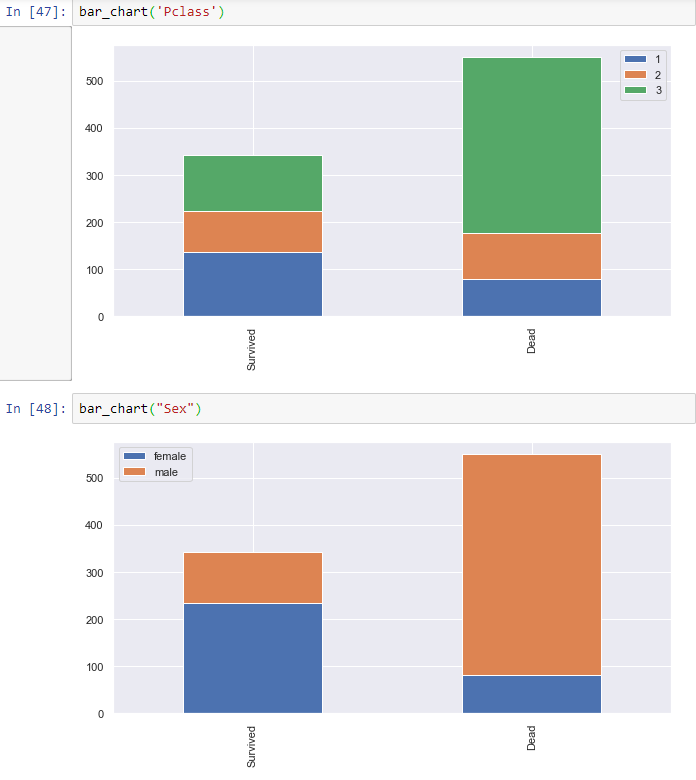 In [47]: bar_chart('Pclass')
1
2
3
500
400
300
200
100
0
Survived
Dead
In [48]: bar_chart("Sex")
female
male
500
400
300
200
100
0
Survived
Dead